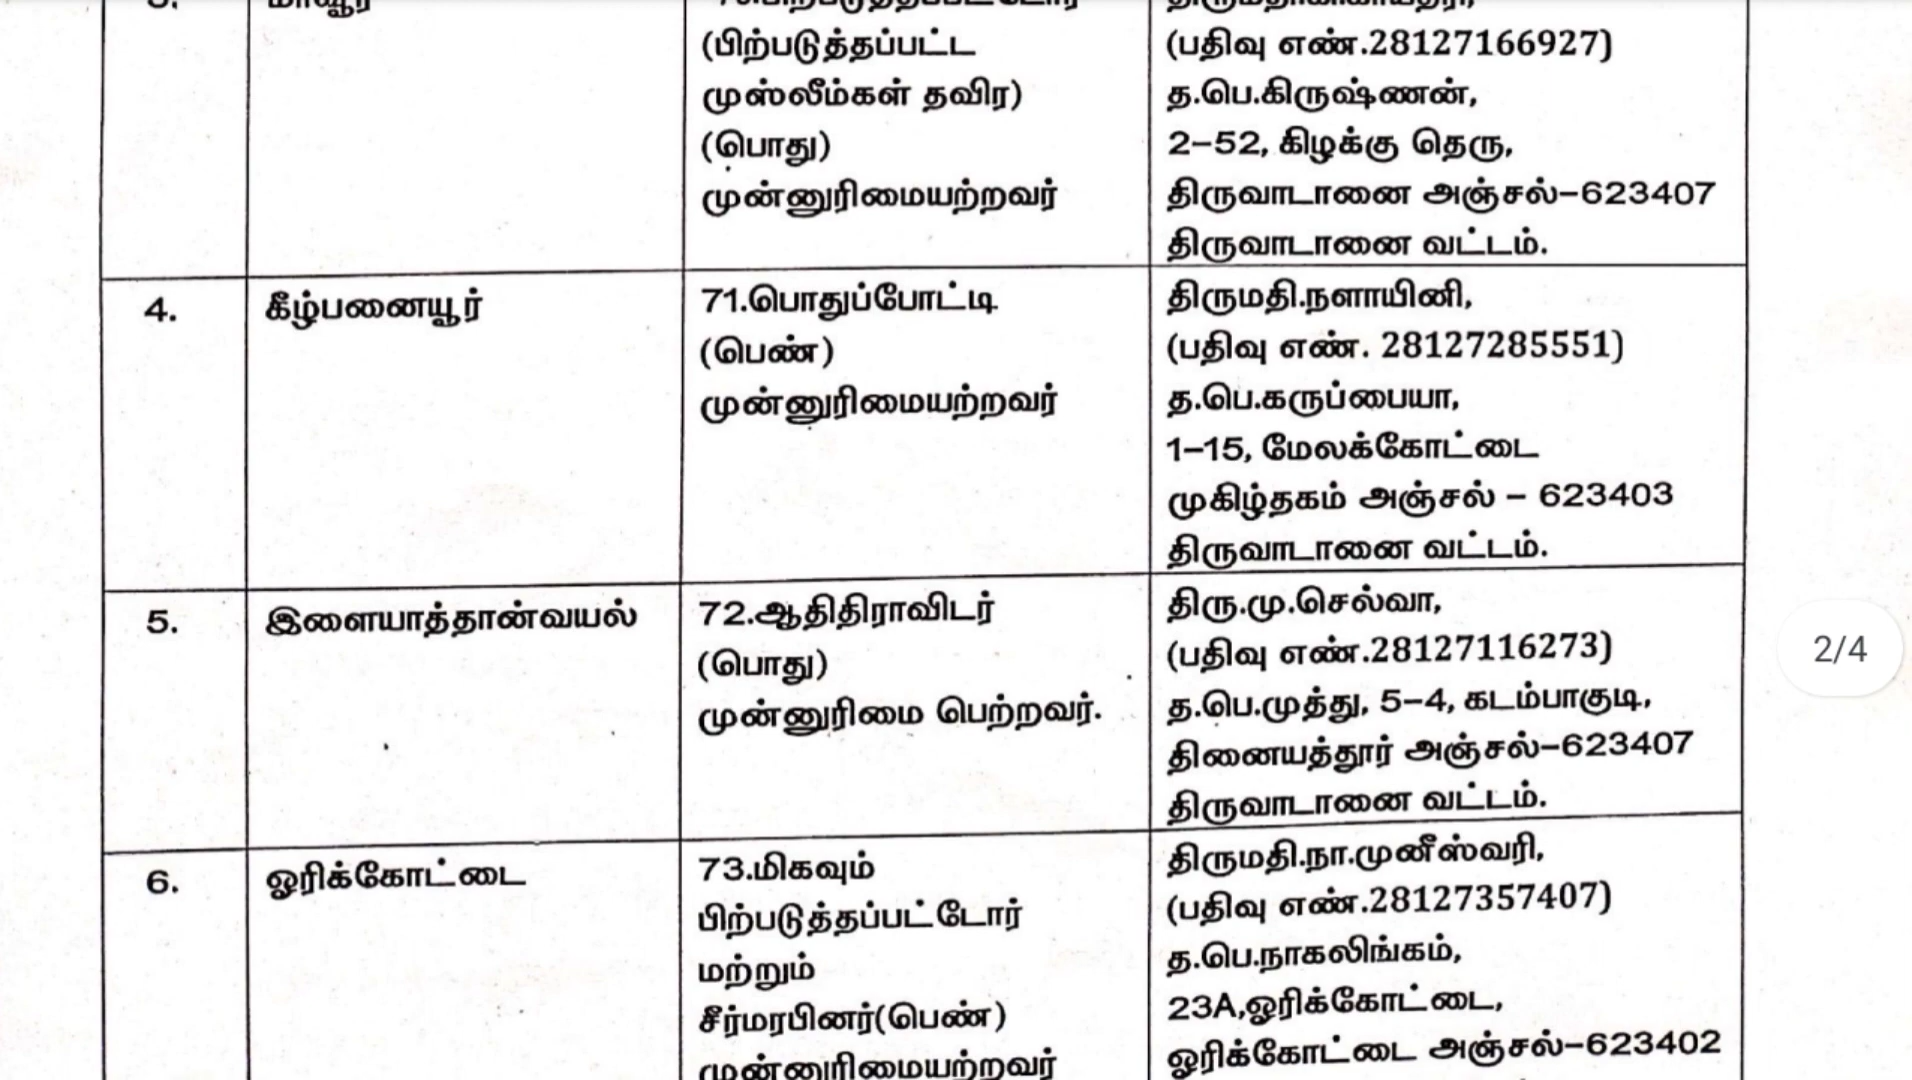 (பிற்படுத்தப்பட்ட
முஸ்லீம்கள் தவிர)
(பொது)
முன்னுரிமையற்றவர்
(பதிவு எண்.28127166927)
த.பெ.கிருஷ்ணன்,
2–52, கிழக்கு தெரு,
திருவாடானை அஞ்சல்–623407
திருவாடானை வட்டம்.
4.
கீழ்பனையூர்
71.பொதுப்போட்டி
(பெண்)
முன்னுரிமையற்றவர்
திருமதி.நளாயினி,
(பதிவு எண். 28127285551)
த.பெ.கருப்பையா,
1–15, மேலக்கோட்டை
முகிழ்தகம் அஞ்சல் – 623403
திருவாடானை வட்டம்.
5.
இளையாத்தான்வயல்
72.ஆதிதிராவிடர்
(பொது)
முன்னுரிமை பெற்றவர்.
திரு.மு.செல்வா,
(பதிவு எண்.28127116273)
த.பெ.முத்து, 5–4, கடம்பாகுடி,
தினையத்தூர் அஞ்சல்–623407
திருவாடானை வட்டம்.
6.
ஓரிக்கோட்டை
73.மிகவும்
பிற்படுத்தப்பட்டோர்
மற்றும்
சீர்மரபினர்(பெண்)
முன்னுரிமையற்றவர்
திருமதி.நா.முனீஸ்வரி,
(பதிவு எண்.28127357407)
த.பெ.நாகலிங்கம்,
23A,ஓரிக்கோட்டை,
ஓரிக்கோட்டை அஞ்சல்–623402
2/4